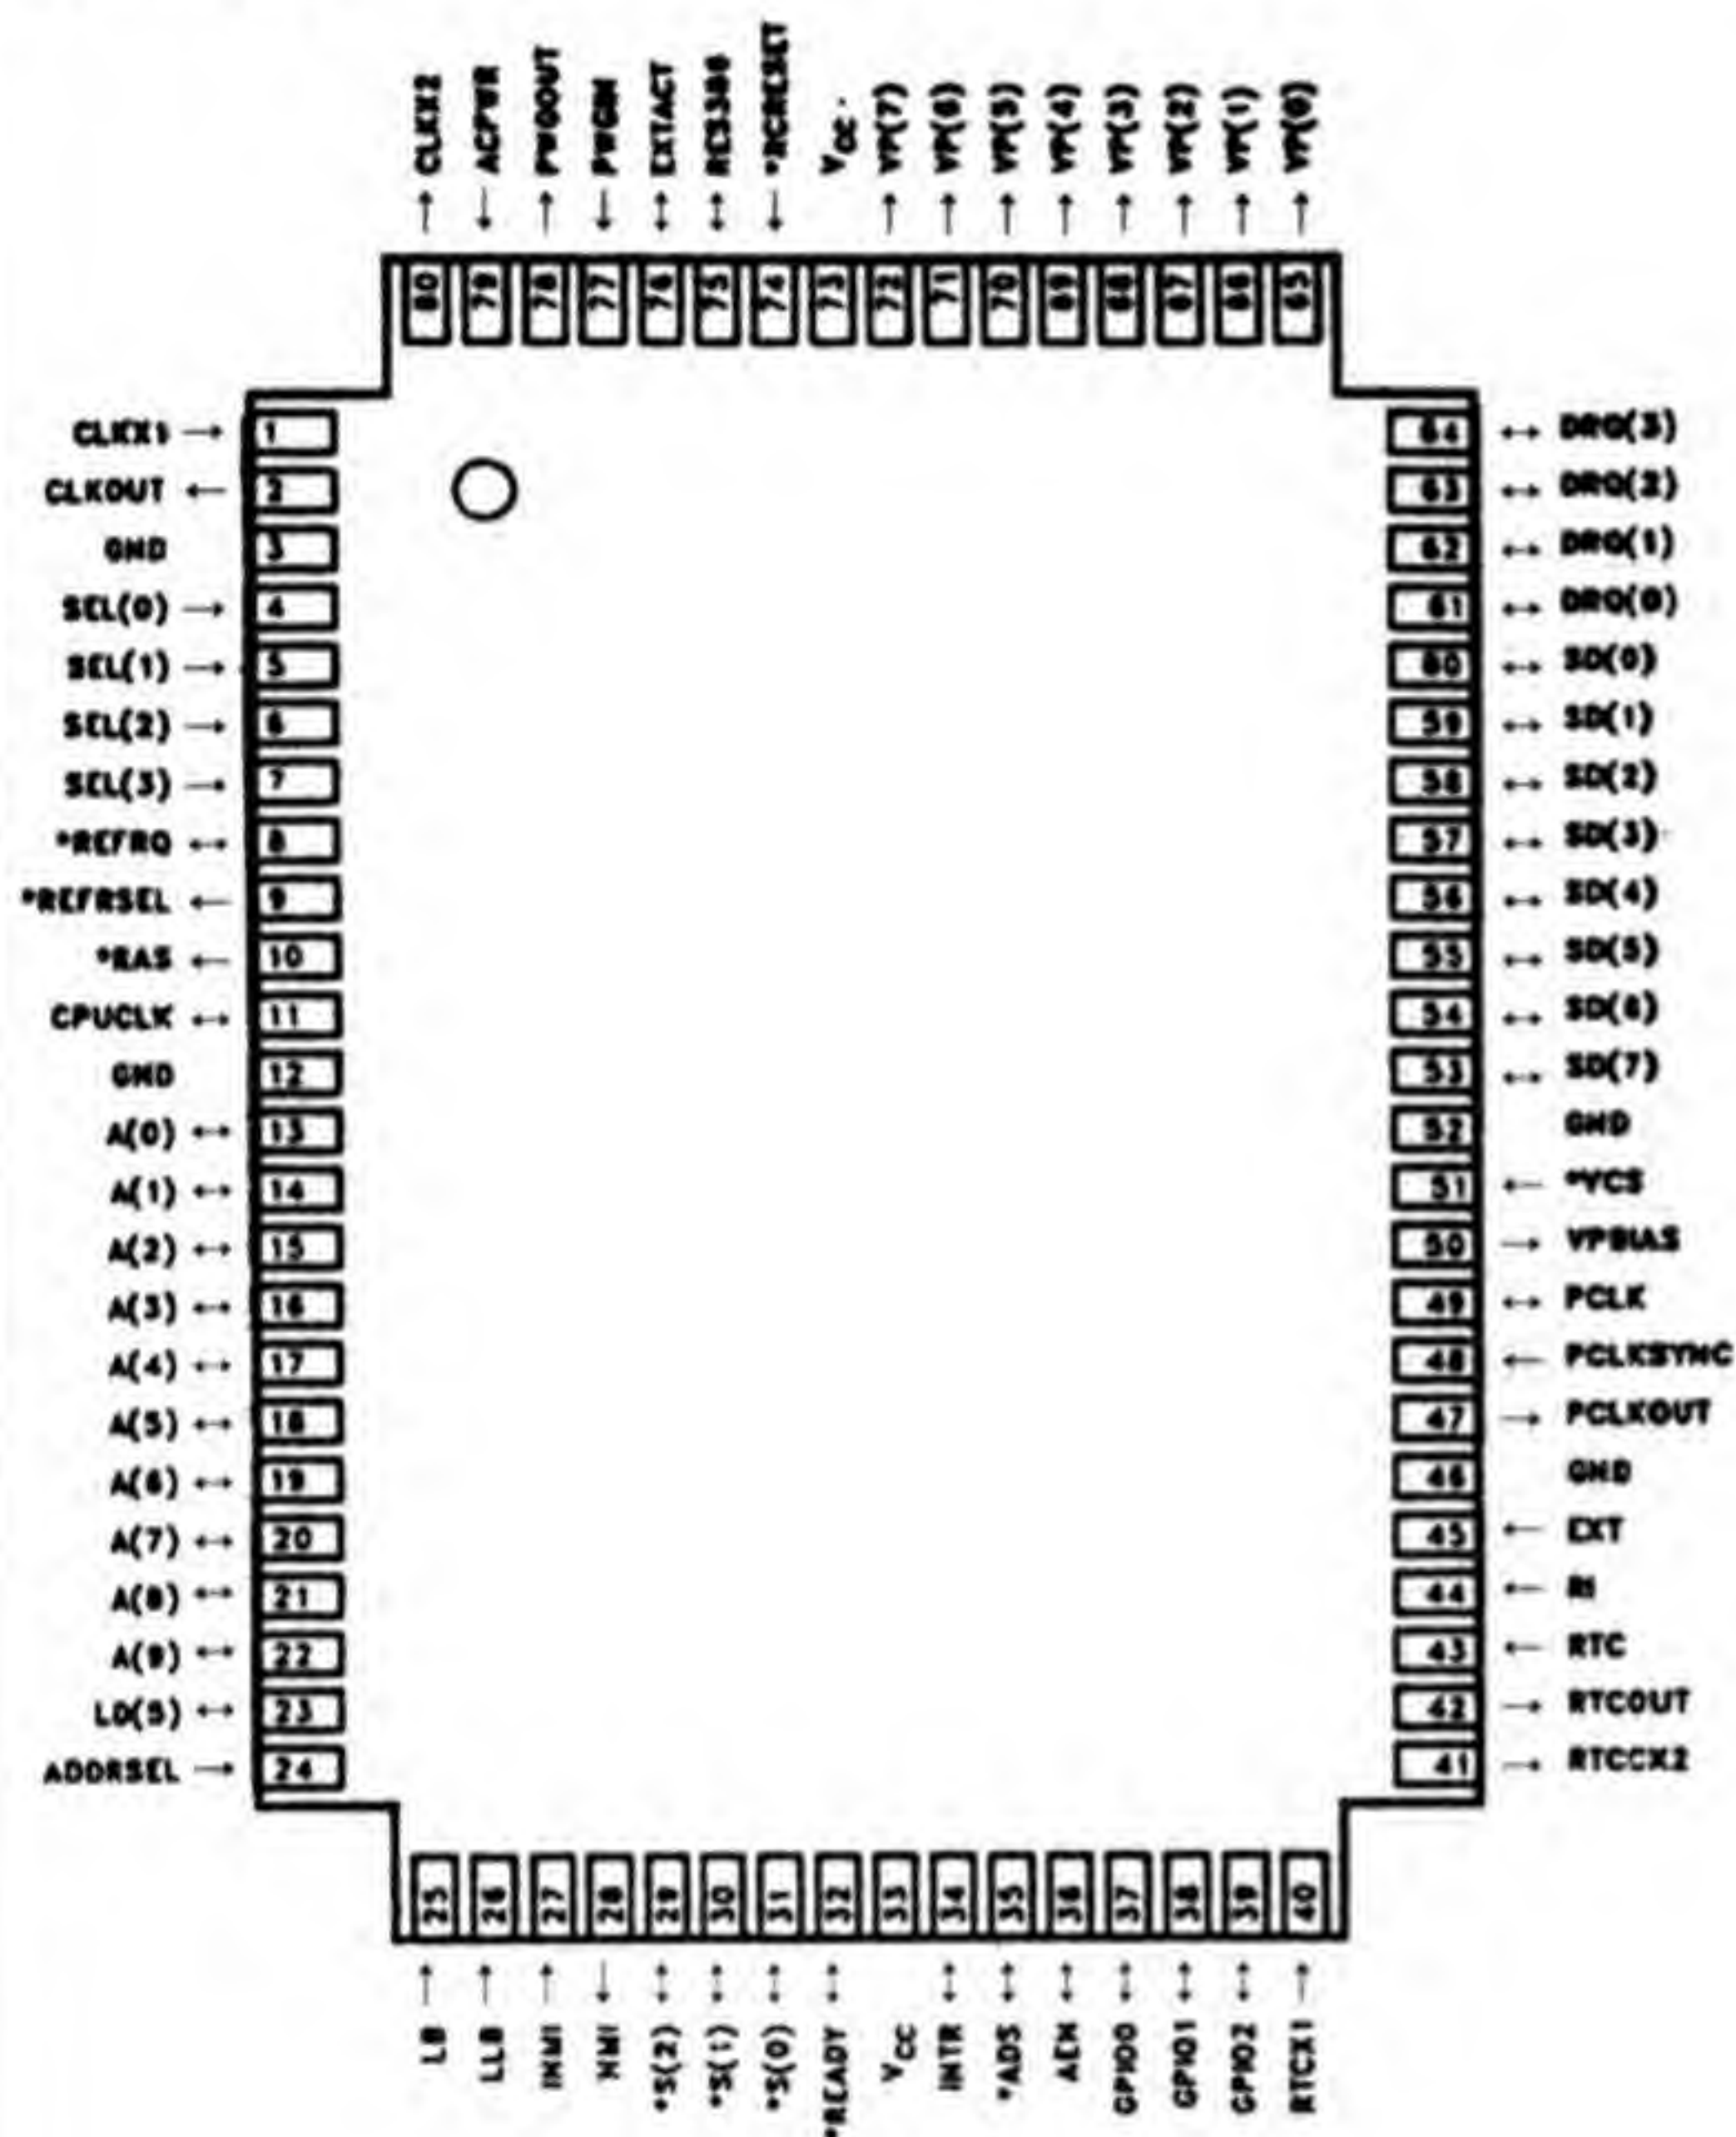 CLKX2 ACPWR PWGOUT PWGIN EXTACT RES386 *RCRESET VCC VP(7) VP(6) VP(5) VP(4) VP(3) VP(2) VP(1) VP(0)
80 79 78 77 76 75 74 73 72 71 70 69 68 67 66 65
CLKX1 → 1 64 ↔ DRQ(3)
CLKOUT ← 2 63 ↔ DRQ(2)
GND 3 62 ↔ DRQ(1)
SEL(0) → 4 61 ↔ DRQ(0)
SEL(1) → 5 60 ↔ SD(0)
SEL(2) → 6 59 ↔ SD(1)
SEL(3) → 7 58 ↔ SD(2)
*REFRQ ↔ 8 57 ↔ SD(3)
*REFRSEL ← 9 56 ↔ SD(4)
*RAS ← 10 55 ↔ SD(5)
CPUCLK ↔ 11 54 ↔ SD(6)
GND 12 53 ↔ SD(7)
A(0) ↔ 13 52 GND
A(1) ↔ 14 51 ← *VCS
A(2) ↔ 15 50 → VPBIAS
A(3) ↔ 16 49 ↔ PCLK
A(4) ↔ 17 48 ← PCLKSYNC
A(5) ↔ 18 47 → PCLKOUT
A(6) ↔ 19 46 GND
A(7) ↔ 20 45 ← EXT
A(8) ↔ 21 44 ← RI
A(9) ↔ 22 43 ← RTC
23 42 → RTCOUT
ADDRSEL → 24 41 → RTCCX2
25 26 27 28 29 30 31 32 33 34 35 36 37 38 39 40
LB LLB INMI NMI *S(2) *S(1) *S(0) *READY VCC INTR *ADS AEN GPIO0 GPIO1 GPIO2 RTCX1